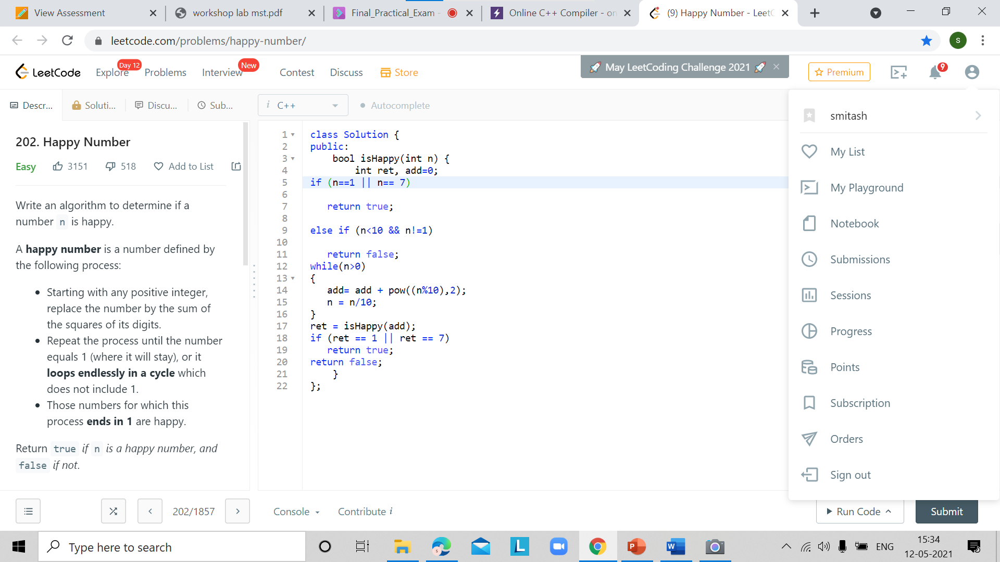 View Assessment
workshop lab mst.pdf
Final_Practical_Exam -
Online C++ Compiler - on
(9) Happy Number - LeetC
leetcode.com/problems/happy-number/
S
LeetCode
Explore
Day 12
Problems
Interview
New
Contest
Discuss
Store
🚀 May LeetCoding Challenge 2021 🚀
Premium
9
Descr...
Soluti...
Discu...
Sub...
i C++
Autocomplete
202. Happy Number
Easy 3151 518 Add to List
Write an algorithm to determine if a
number n is happy.
A happy number is a number defined by
the following process:
• Starting with any positive integer,
replace the number by the sum of
the squares of its digits.
• Repeat the process until the number
equals 1 (where it will stay), or it
loops endlessly in a cycle which
does not include 1.
• Those numbers for which this
process ends in 1 are happy.
Return true if n is a happy number, and
false if not.
1 class Solution {
2 public:
3     bool isHappy(int n) {
4         int ret, add=0;
5 if (n==1 || n== 7)
6
7    return true;
8
9 else if (n<10 && n!=1)
10
11    return false;
12 while(n>0)
13 {
14    add= add + pow((n%10),2);
15    n = n/10;
16 }
17 ret = isHappy(add);
18 if (ret == 1 || ret == 7)
19    return true;
20 return false;
21     }
22 };
smitash
My List
My Playground
Notebook
Submissions
Sessions
Progress
Points
Subscription
Orders
Sign out
202/1857
Console
Contribute i
Run Code
Submit
Type here to search
ENG
15:34
12-05-2021